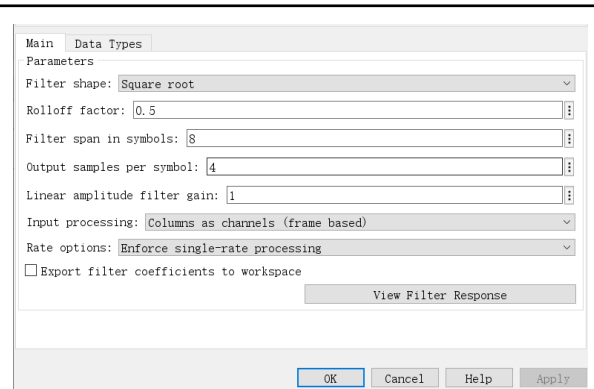 Main Data Types
Parameters
Filter shape: Square root
Rolloff factor: 0.5
Filter span in symbols: 8
Output samples per symbol: 4
Linear amplitude filter gain: 1
Input processing: Columns as channels (frame based)
Rate options: Enforce single-rate processing
Export filter coefficients to workspace
View Filter Response
OK Cancel Help Apply